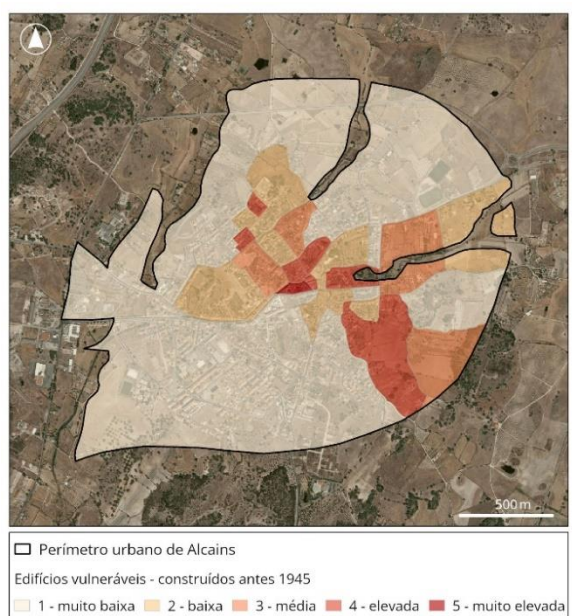 500m
Perímetro urbano de Alcains
Edifícios vulneráveis - construídos antes 1945
1 - muito baixa 2 - baixa 3 - média 4 - elevada 5 - muito elevada